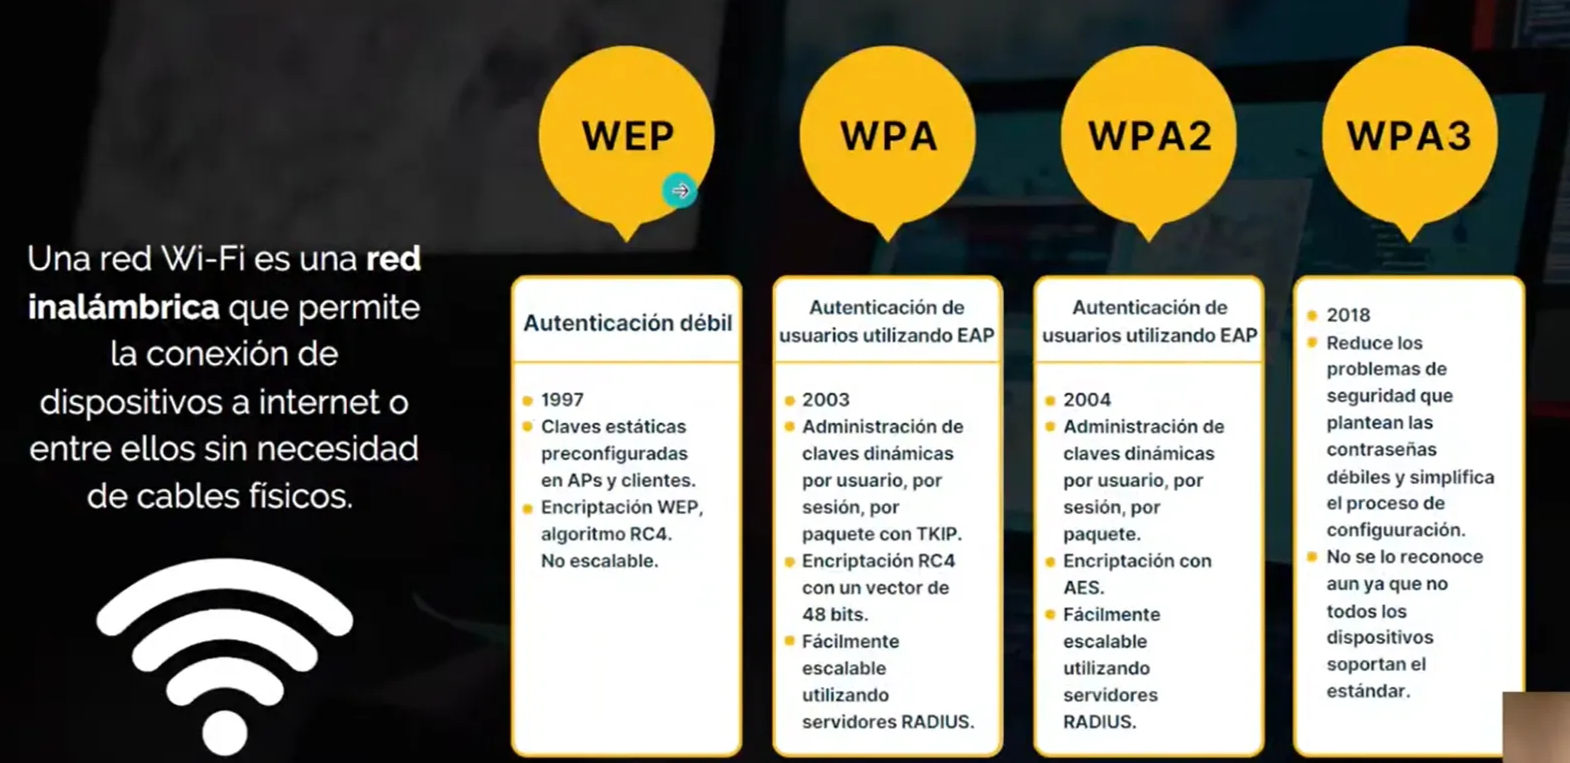 Una red Wi-Fi es una red
inalámbrica que permite
la conexión de
dispositivos a internet o
entre ellos sin necesidad
de cables físicos.
WEP
Autenticación débil
1997
Claves estáticas
preconfiguradas
en APs y clientes.
Encriptación WEP,
algoritmo RC4.
No escalable.
WPA
Autenticación de
usuarios utilizando EAP
2003
Administración de
claves dinámicas
por usuario, por
sesión, por
paquete con TKIP.
Encriptación RC4
con un vector de
48 bits.
Fácilmente
escalable
utilizando
servidores RADIUS.
WPA2
Autenticación de
usuarios utilizando EAP
2004
Administración de
claves dinámicas
por usuario, por
sesión, por
paquete.
Encriptación con
AES.
Fácilmente
escalable
utilizando
servidores
RADIUS.
WPA3
2018
Reduce los
problemas de
seguridad que
plantean las
contraseñas
débiles y simplifica
el proceso de
configuuración.
No se lo reconoce
aun ya que no
todos los
dispositivos
soportan el
estándar.